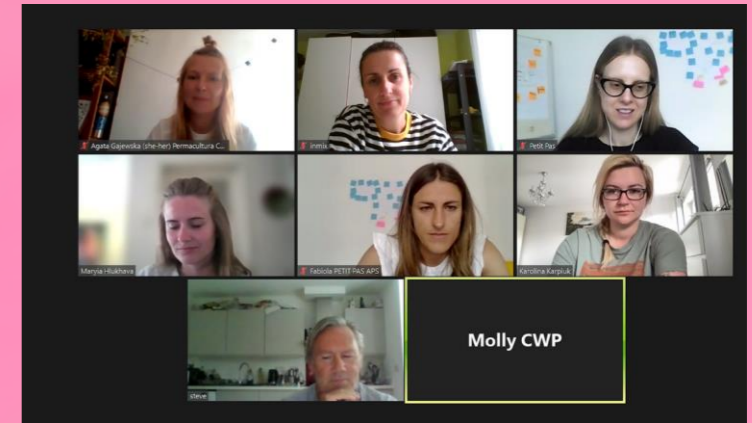 Agata Gajewska (she-her) Permacultura C...
inmix
Petit Pas
Maryia Hlukhava
Fabiola PETIT PAS APS
Karolina Karpiuk
steve
Molly CWP